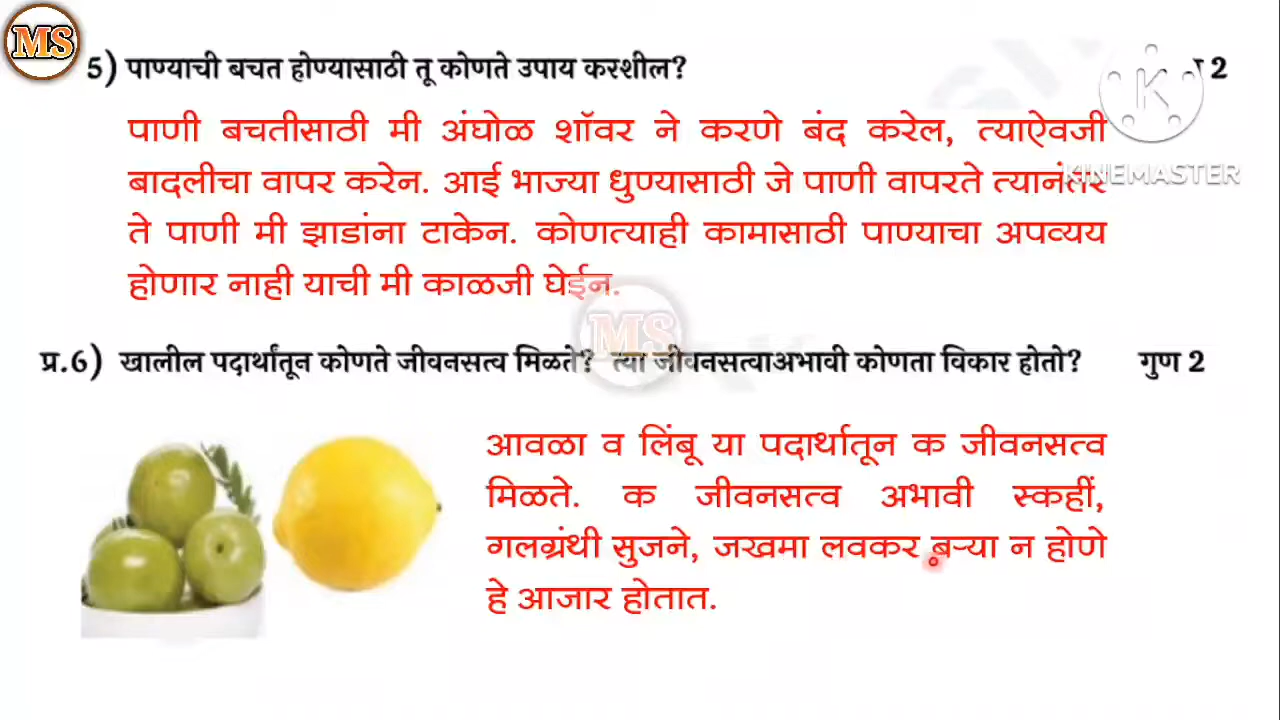 MS
5) पाण्याची बचत होण्यासाठी तू कोणते उपाय करशील? 2
K
KINEMASTER
पाणी बचतीसाठी मी अंघोळ शॉवर ने करणे बंद करेल, त्याऐवजी
बादलीचा वापर करेन. आई भाज्या धुण्यासाठी जे पाणी वापरते त्यानंतर
ते पाणी मी झाडांना टाकेन. कोणत्याही कामासाठी पाण्याचा अपव्यय
होणार नाही याची मी काळजी घेईन.
MS
प्र.6) खालील पदार्थांतून कोणते जीवनसत्व मिळते? त्या जीवनसत्वाअभावी कोणता विकार होतो? गुण 2
आवळा व लिंबू या पदार्थातून क जीवनसत्व
मिळते. क जीवनसत्व अभावी स्कहीं,
गलग्रंथी सुजने, जखमा लवकर बऱ्या न होणे
हे आजार होतात.